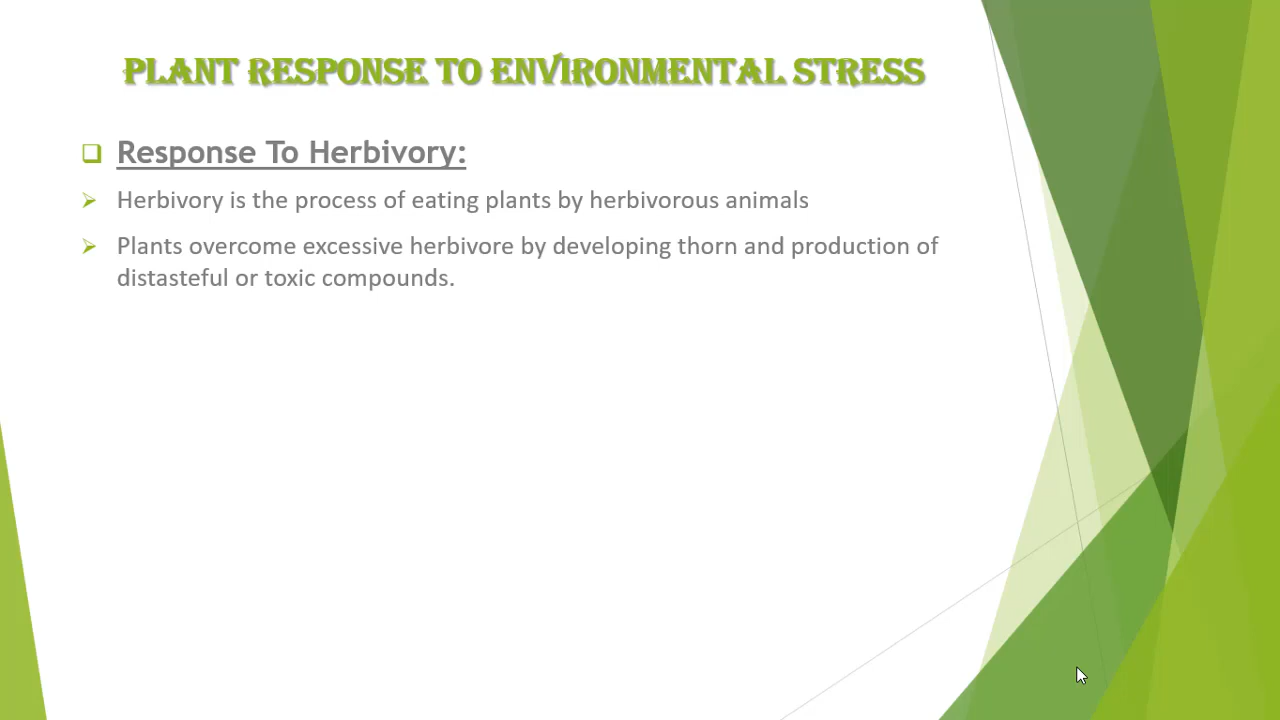 PLANT RESPONSE TO ENVIRONMENTAL STRESS
Response To Herbivory:
Herbivory is the process of eating plants by herbivorous animals
Plants overcome excessive herbivore by developing thorn and production of
distasteful or toxic compounds.